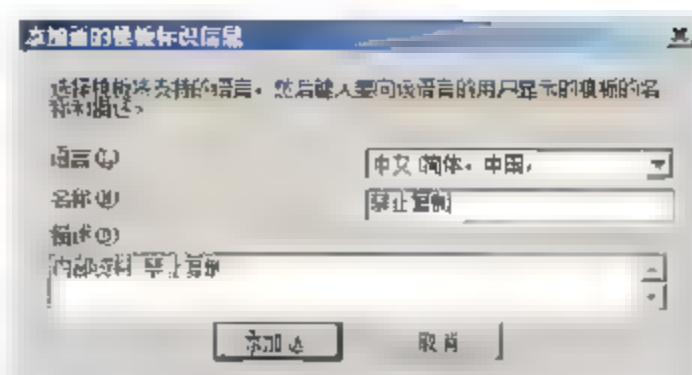 添加新的模板标识信息
选择模板将支持的语言，然后键入要向该语言的用户显示的模板的名
称和描述。
语言(L)
中文(简体，中国)
名称(N)
禁止复制
描述(D)
内部资料 禁止复制
添加(A)
取消